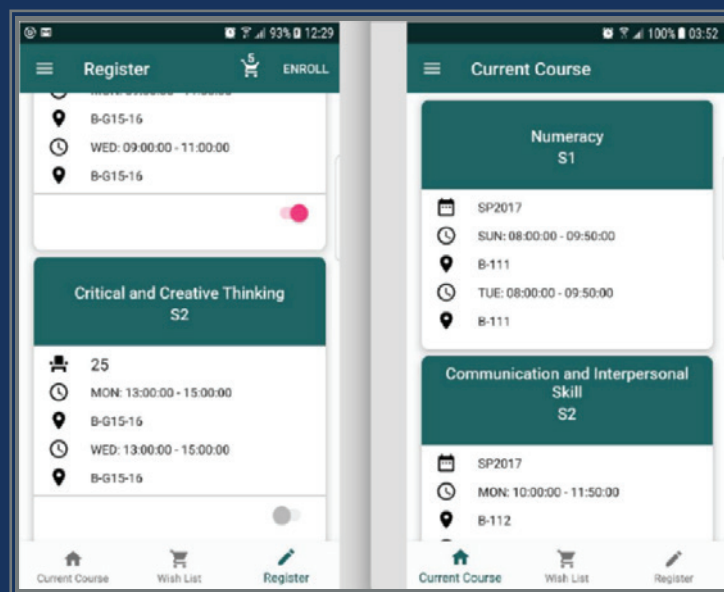 93% 12:29
Register
5
ENROLL
B-G15-16
WED: 09:00:00 - 11:00:00
B-G15-16
Critical and Creative Thinking
S2
25
MON: 13:00:00 - 15:00:00
B-G15-16
WED: 13:00:00 - 15:00:00
B-G15-16
Current Course
Wish List
Register
100% 03:52
Current Course
Numeracy
S1
SP2017
SUN: 08:00:00 - 09:50:00
B-111
TUE: 08:00:00 - 09:50:00
B-111
Communication and Interpersonal
Skill
S2
SP2017
MON: 10:00:00 - 11:50:00
B-112
Current Course
Wish List
Register